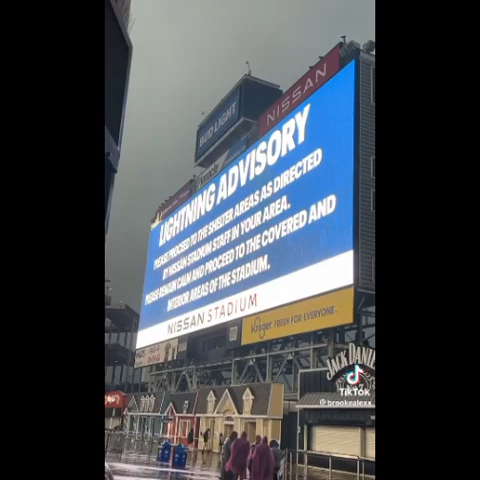 NISSAN
BUD LIGHT
LIGHTNING ADVISORY
PLEASE PROCEED TO THE SHELTER AREAS AS DIRECTED
BY NISSAN STADIUM STAFF IN YOUR AREA.
PLEASE REMAIN CALM AND PROCEED TO THE COVERED AND
INTERIOR AREAS OF THE STADIUM.
NISSAN STADIUM
Kroger FRESH FOR EVERYONE.
JACK DANIEL
TikTok
@brookealexx